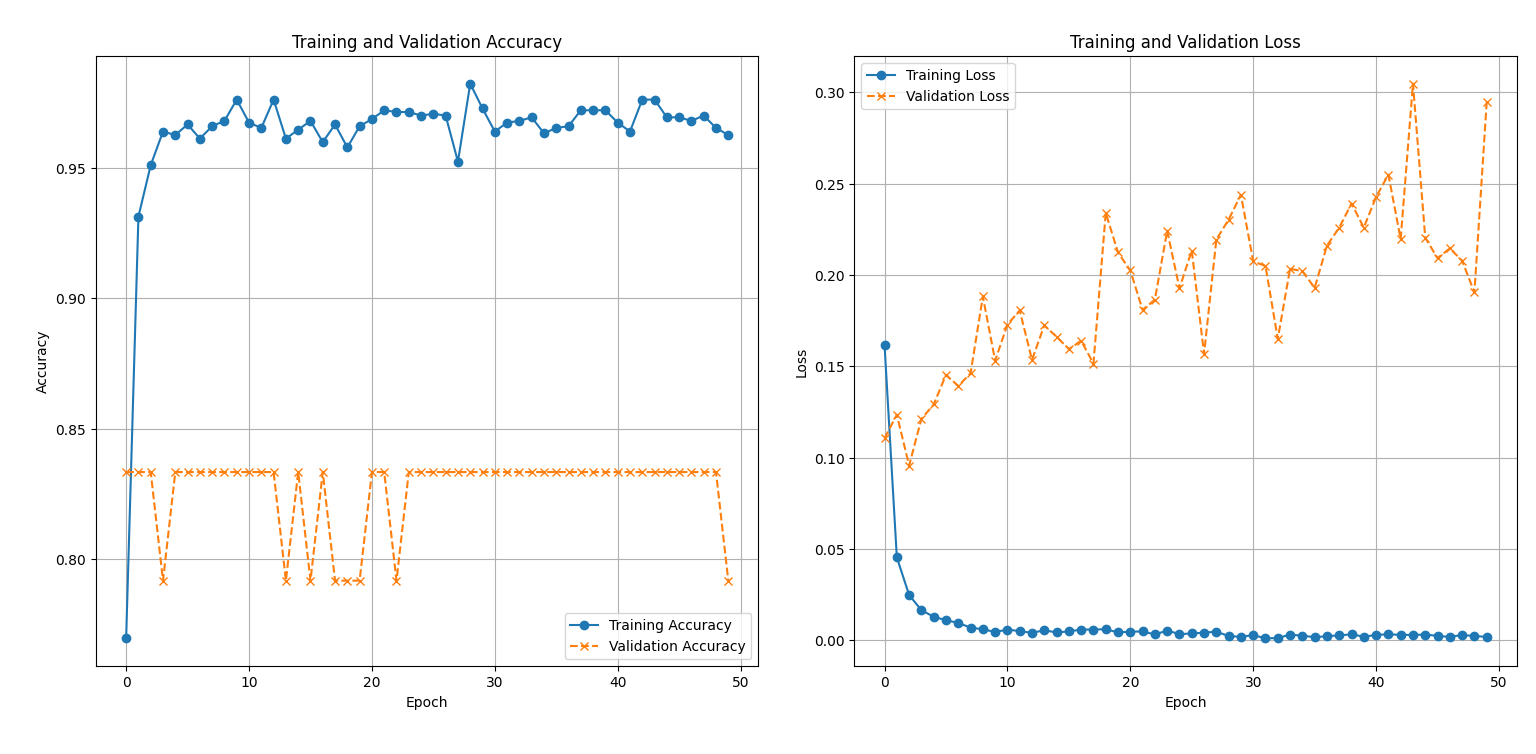 Training and Validation Accuracy
Accuracy
0.95
0.90
0.85
0.80
Training Accuracy
Validation Accuracy
0 10 20 30 40 50
Epoch
Training and Validation Loss
Training Loss
Validation Loss
Loss
0.30
0.25
0.20
0.15
0.10
0.05
0.00
0 10 20 30 40 50
Epoch